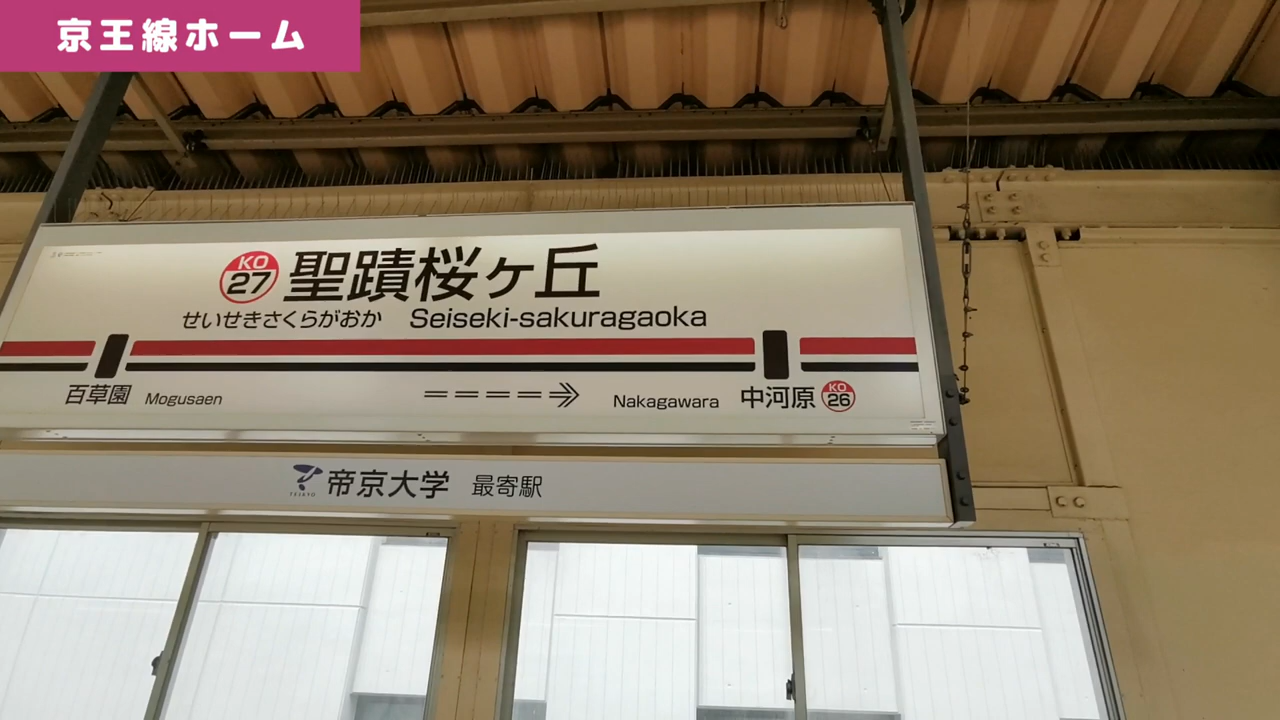 京王線ホーム
KO 27 聖蹟桜ヶ丘
せいせきさくらがおか Seiseki-sakuragaoka
百草園 Mogusaen Nakagawara 中河原 KO 26
TEIKYO 帝京大学 最寄駅